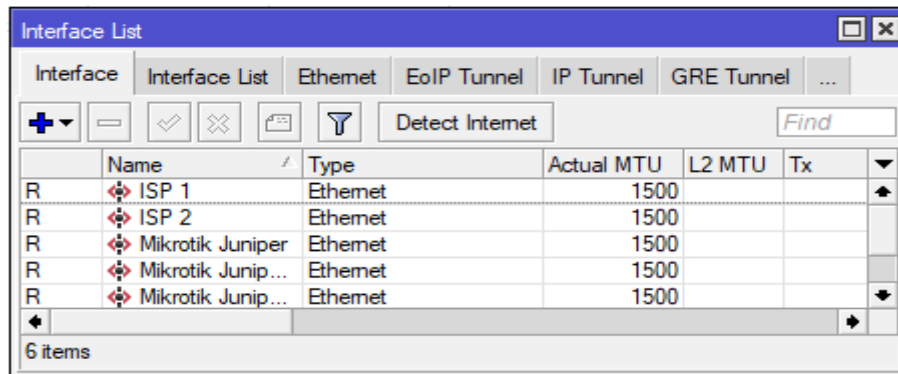 Interface List
Interface Interface List Ethernet EoIP Tunnel IP Tunnel GRE Tunnel ...
Detect Internet Find
Name Type Actual MTU L2 MTU Tx
R ISP 1 Ethernet 1500
R ISP 2 Ethernet 1500
R Mikrotik Juniper Ethernet 1500
R Mikrotik Junip... Ethernet 1500
R Mikrotik Junip... Ethernet 1500
6 items